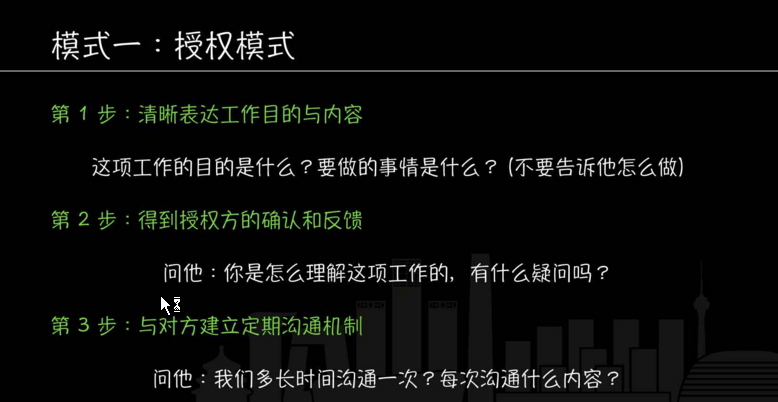 模式一：授权模式
第 1 步：清晰表达工作目的与内容
这项工作的目的是什么？要做的事情是什么？（不要告诉他怎么做）
第 2 步：得到授权方的确认和反馈
问他：你是怎么理解这项工作的，有什么疑问吗？
第 3 步：与对方建立定期沟通机制
问他：我们多长时间沟通一次？每次沟通什么内容？